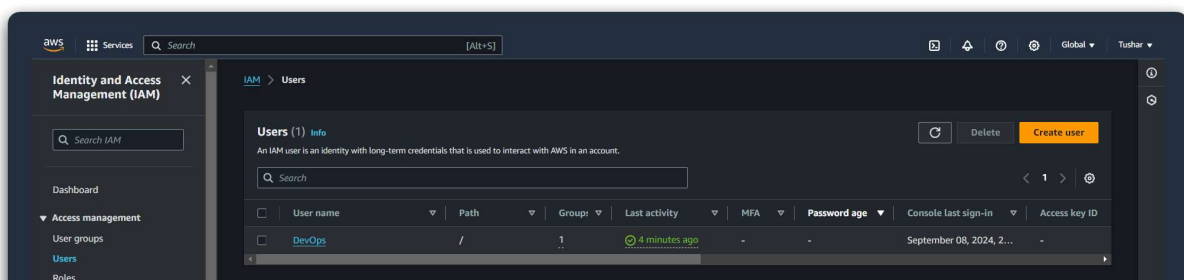 aws Services Search [Alt+S] Global Tushar
Identity and Access
Management (IAM)
Search IAM
Dashboard
Access management
User groups
Users
Roles
IAM > Users
Users (1) Info
Delete
Create user
An IAM user is an identity with long-term credentials that is used to interact with AWS in an account.
Search
1
User name Path Group: Last activity MFA Password age Console last sign-in Access key ID
DevOps / 1 4 minutes ago - - September 08, 2024, 2... -